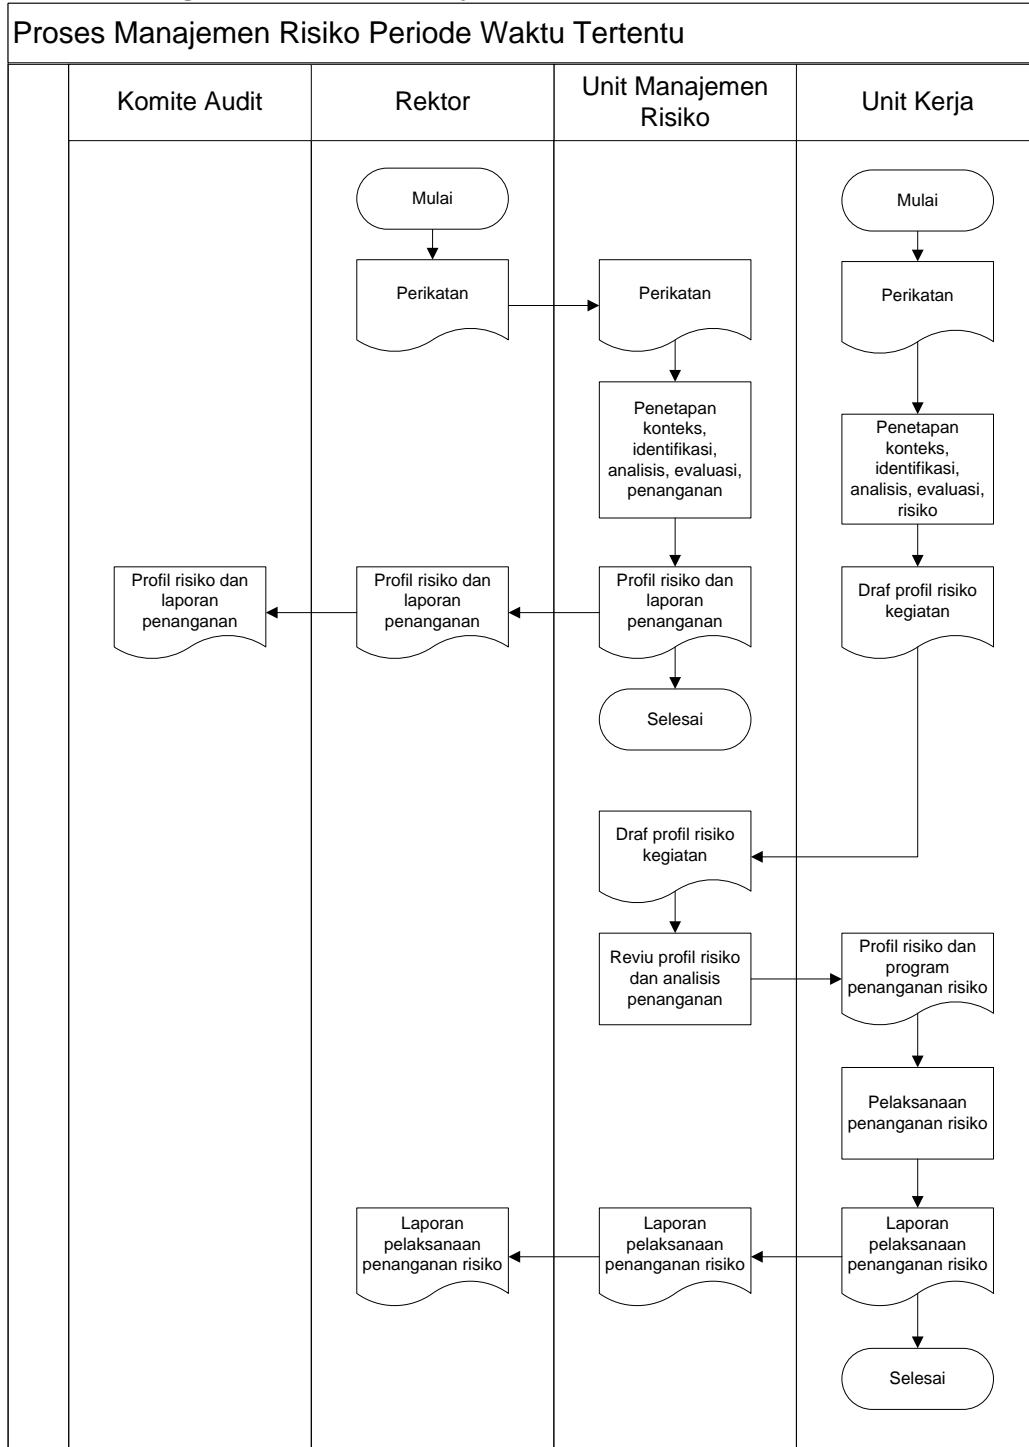 Proses Manajemen Risiko Periode Waktu Tertentu
Komite Audit
Rektor
Unit Manajemen
Risiko
Unit Kerja
Mulai
Mulai
Perikatan
Perikatan
Perikatan
Penetapan
konteks,
identifikasi,
analisis, evaluasi,
penanganan
Penetapan
konteks,
identifikasi,
analisis, evaluasi,
risiko
Profil risiko dan
laporan
penanganan
Profil risiko dan
laporan
penanganan
Profil risiko dan
laporan
penanganan
Draf profil risiko
kegiatan
Selesai
Draf profil risiko
kegiatan
Reviu profil risiko
dan analisis
penanganan
Profil risiko dan
program
penanganan risiko
Pelaksanaan
penanganan risiko
Laporan
pelaksanaan
penanganan risiko
Laporan
pelaksanaan
penanganan risiko
Laporan
pelaksanaan
penanganan risiko
Selesai